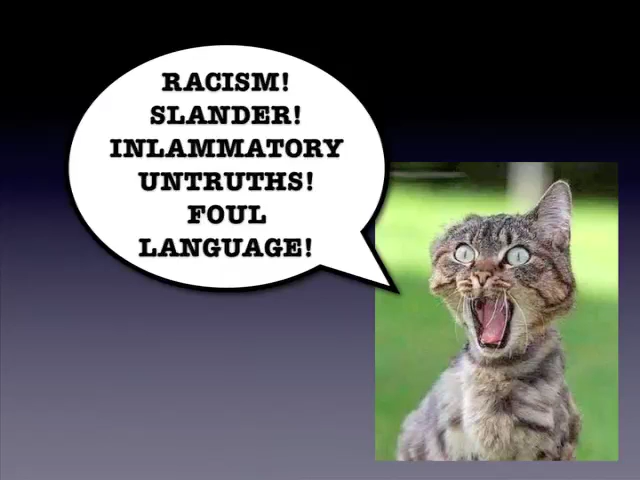 RACISM!
SLANDER!
INLAMMATORY
UNTRUTHS!
FOUL
LANGUAGE!